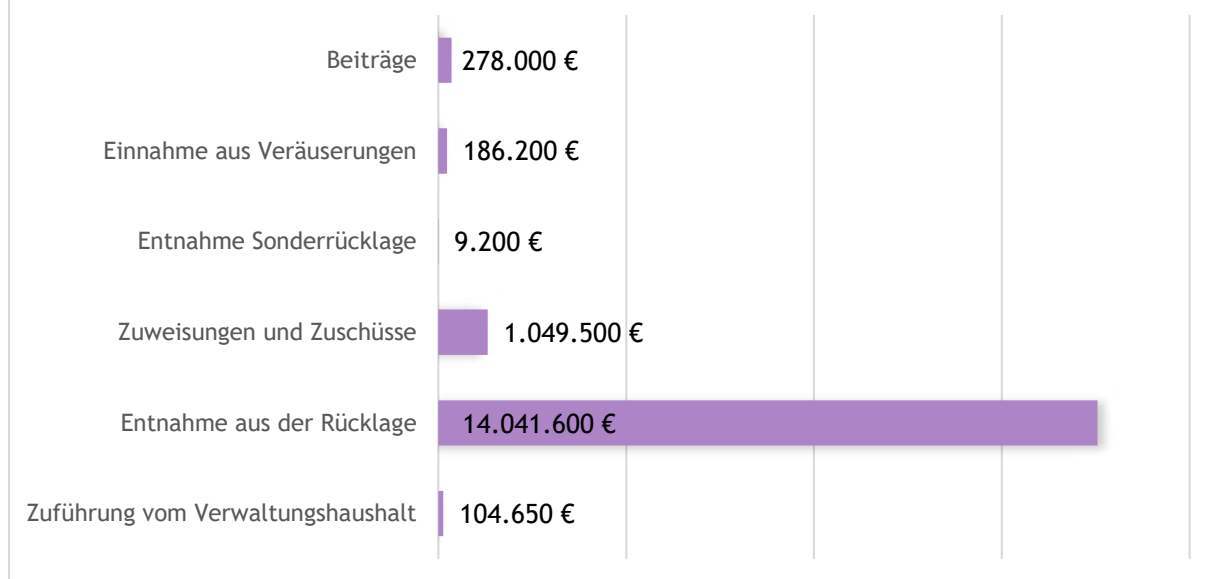 Beiträge 278.000 €
Einnahme aus Veräuserungen 186.200 €
Entnahme Sonderrücklage 9.200 €
Zuweisungen und Zuschüsse 1.049.500 €
Entnahme aus der Rücklage 14.041.600 €
Zuführung vom Verwaltungshaushalt 104.650 €